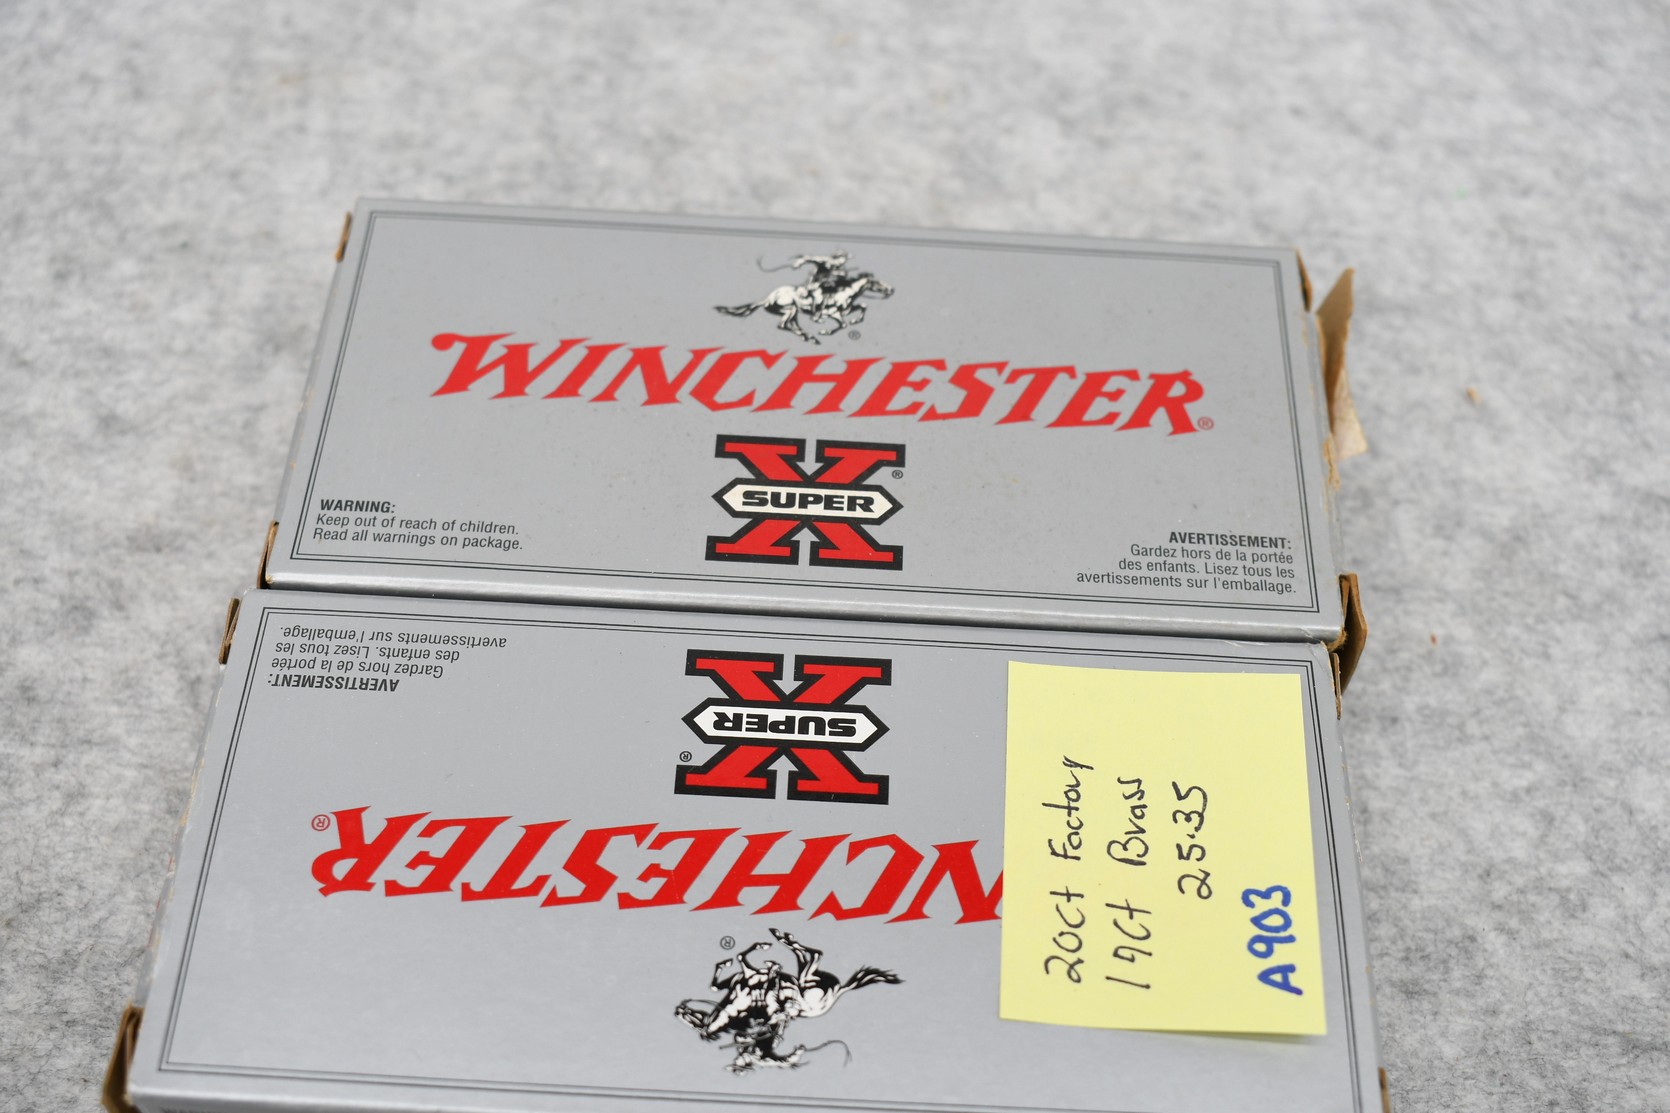 WINCHESTER®
X SUPER®
WARNING:
Keep out of reach of children.
Read all warnings on package.
AVERTISSEMENT:
Gardez hors de la portée
des enfants. Lisez tous les
avertissements sur l'emballage.
AVERTISSEMENT:
Gardez hors de la portée
des enfants. Lisez tous les
avertissements sur l'emballage.
X SUPER®
NCHESTER®
20ct Factory
19ct Brass
25-35
A903